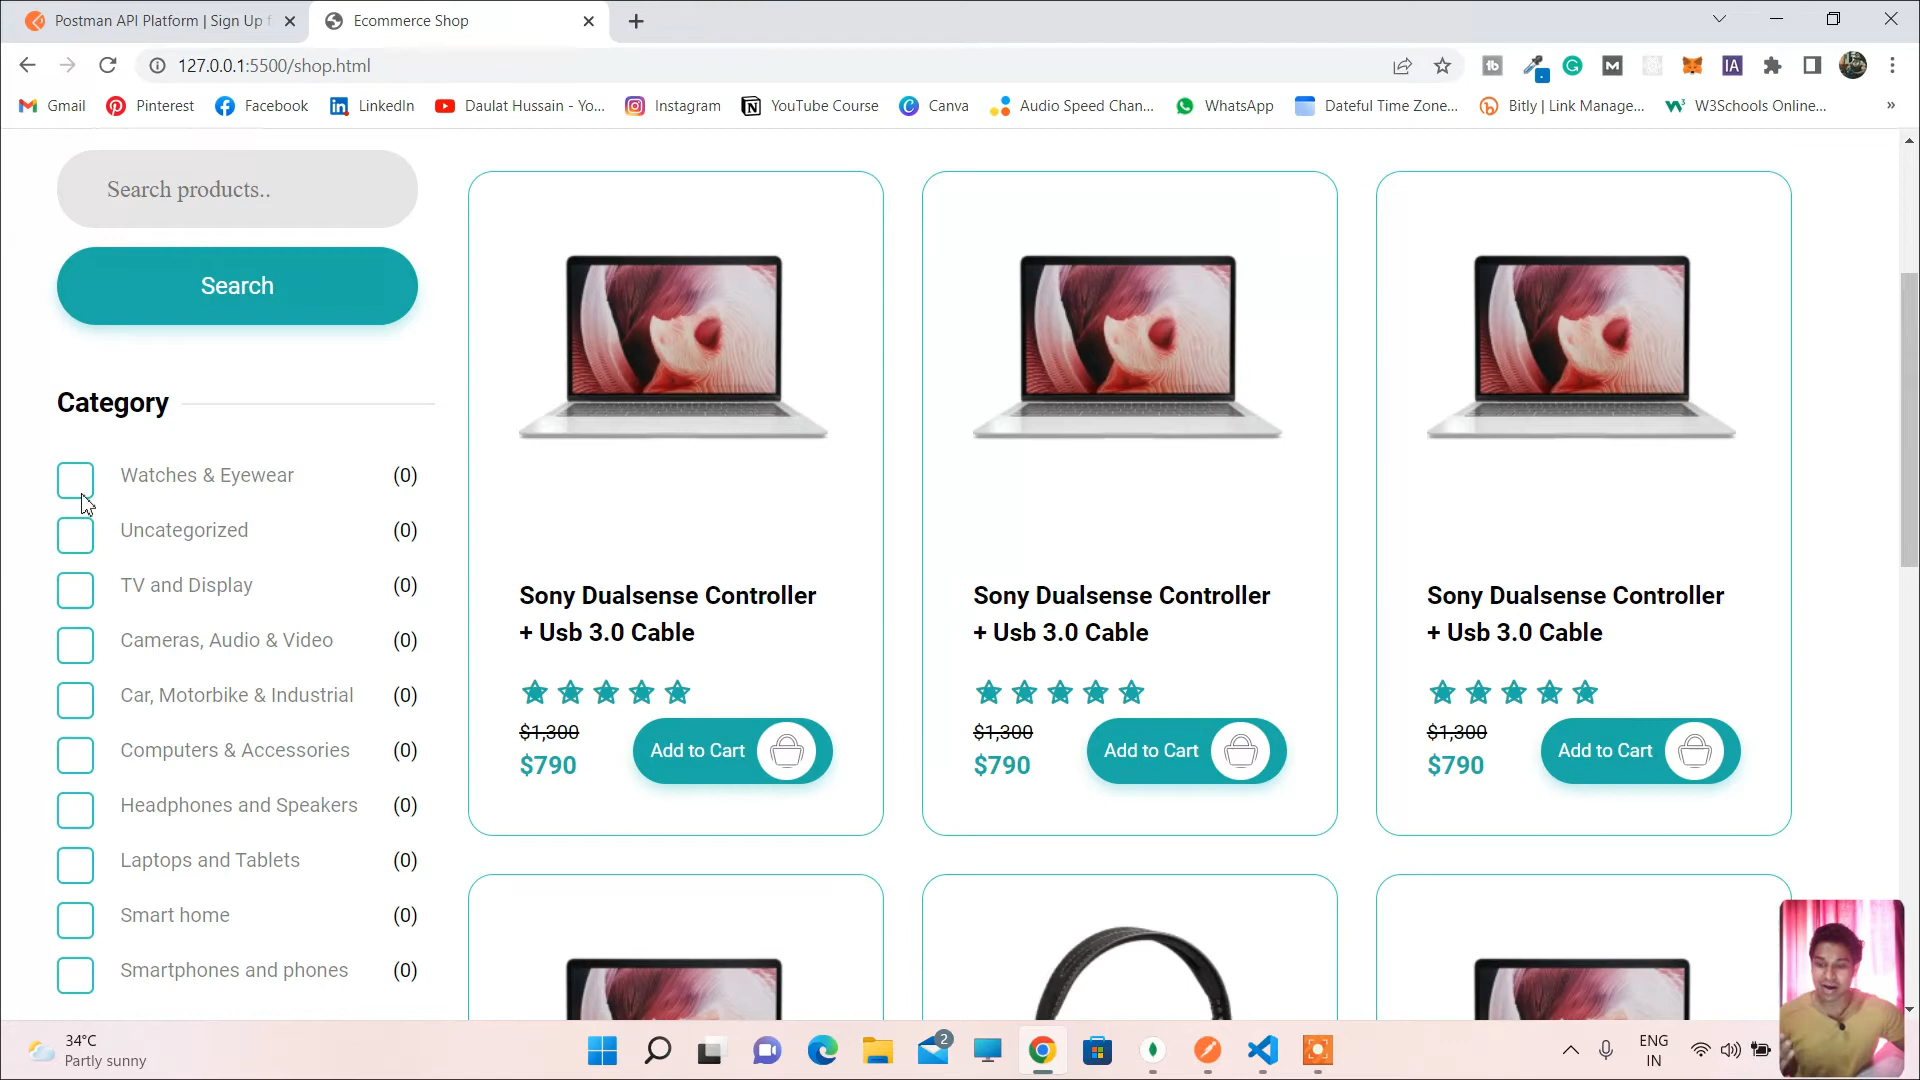 Postman API Platform | Sign Up f
Ecommerce Shop
127.0.0.1:5500/shop.html
Gmail
Pinterest
Facebook
LinkedIn
Daulat Hussain - Yo...
Instagram
YouTube Course
Canva
Audio Speed Chan...
WhatsApp
Dateful Time Zone...
Bitly | Link Manage...
W3Schools Online...
»
Search products..
Search
Category
Watches & Eyewear (0)
Uncategorized (0)
TV and Display (0)
Cameras, Audio & Video (0)
Car, Motorbike & Industrial (0)
Computers & Accessories (0)
Headphones and Speakers (0)
Laptops and Tablets (0)
Smart home (0)
Smartphones and phones (0)
Sony Dualsense Controller
+ Usb 3.0 Cable
$1,300
$790
Add to Cart
Sony Dualsense Controller
+ Usb 3.0 Cable
$1,300
$790
Add to Cart
Sony Dualsense Controller
+ Usb 3.0 Cable
$1,300
$790
Add to Cart
34°C
Partly sunny
2
ENG
IN